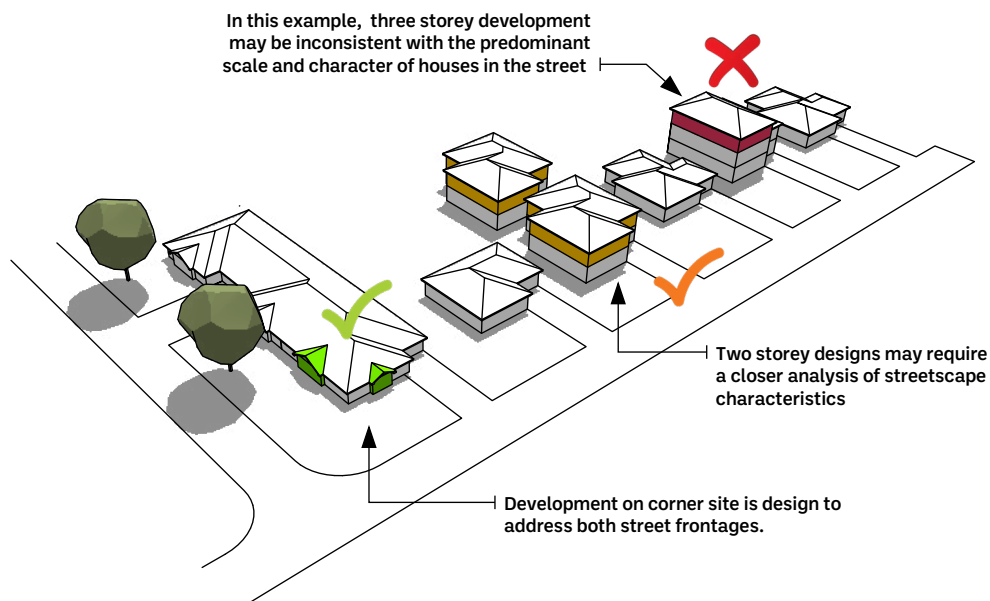 In this example, three storey development
may be inconsistent with the predominant
scale and character of houses in the street
Two storey designs may require
a closer analysis of streetscape
characteristics
Development on corner site is design to
address both street frontages.